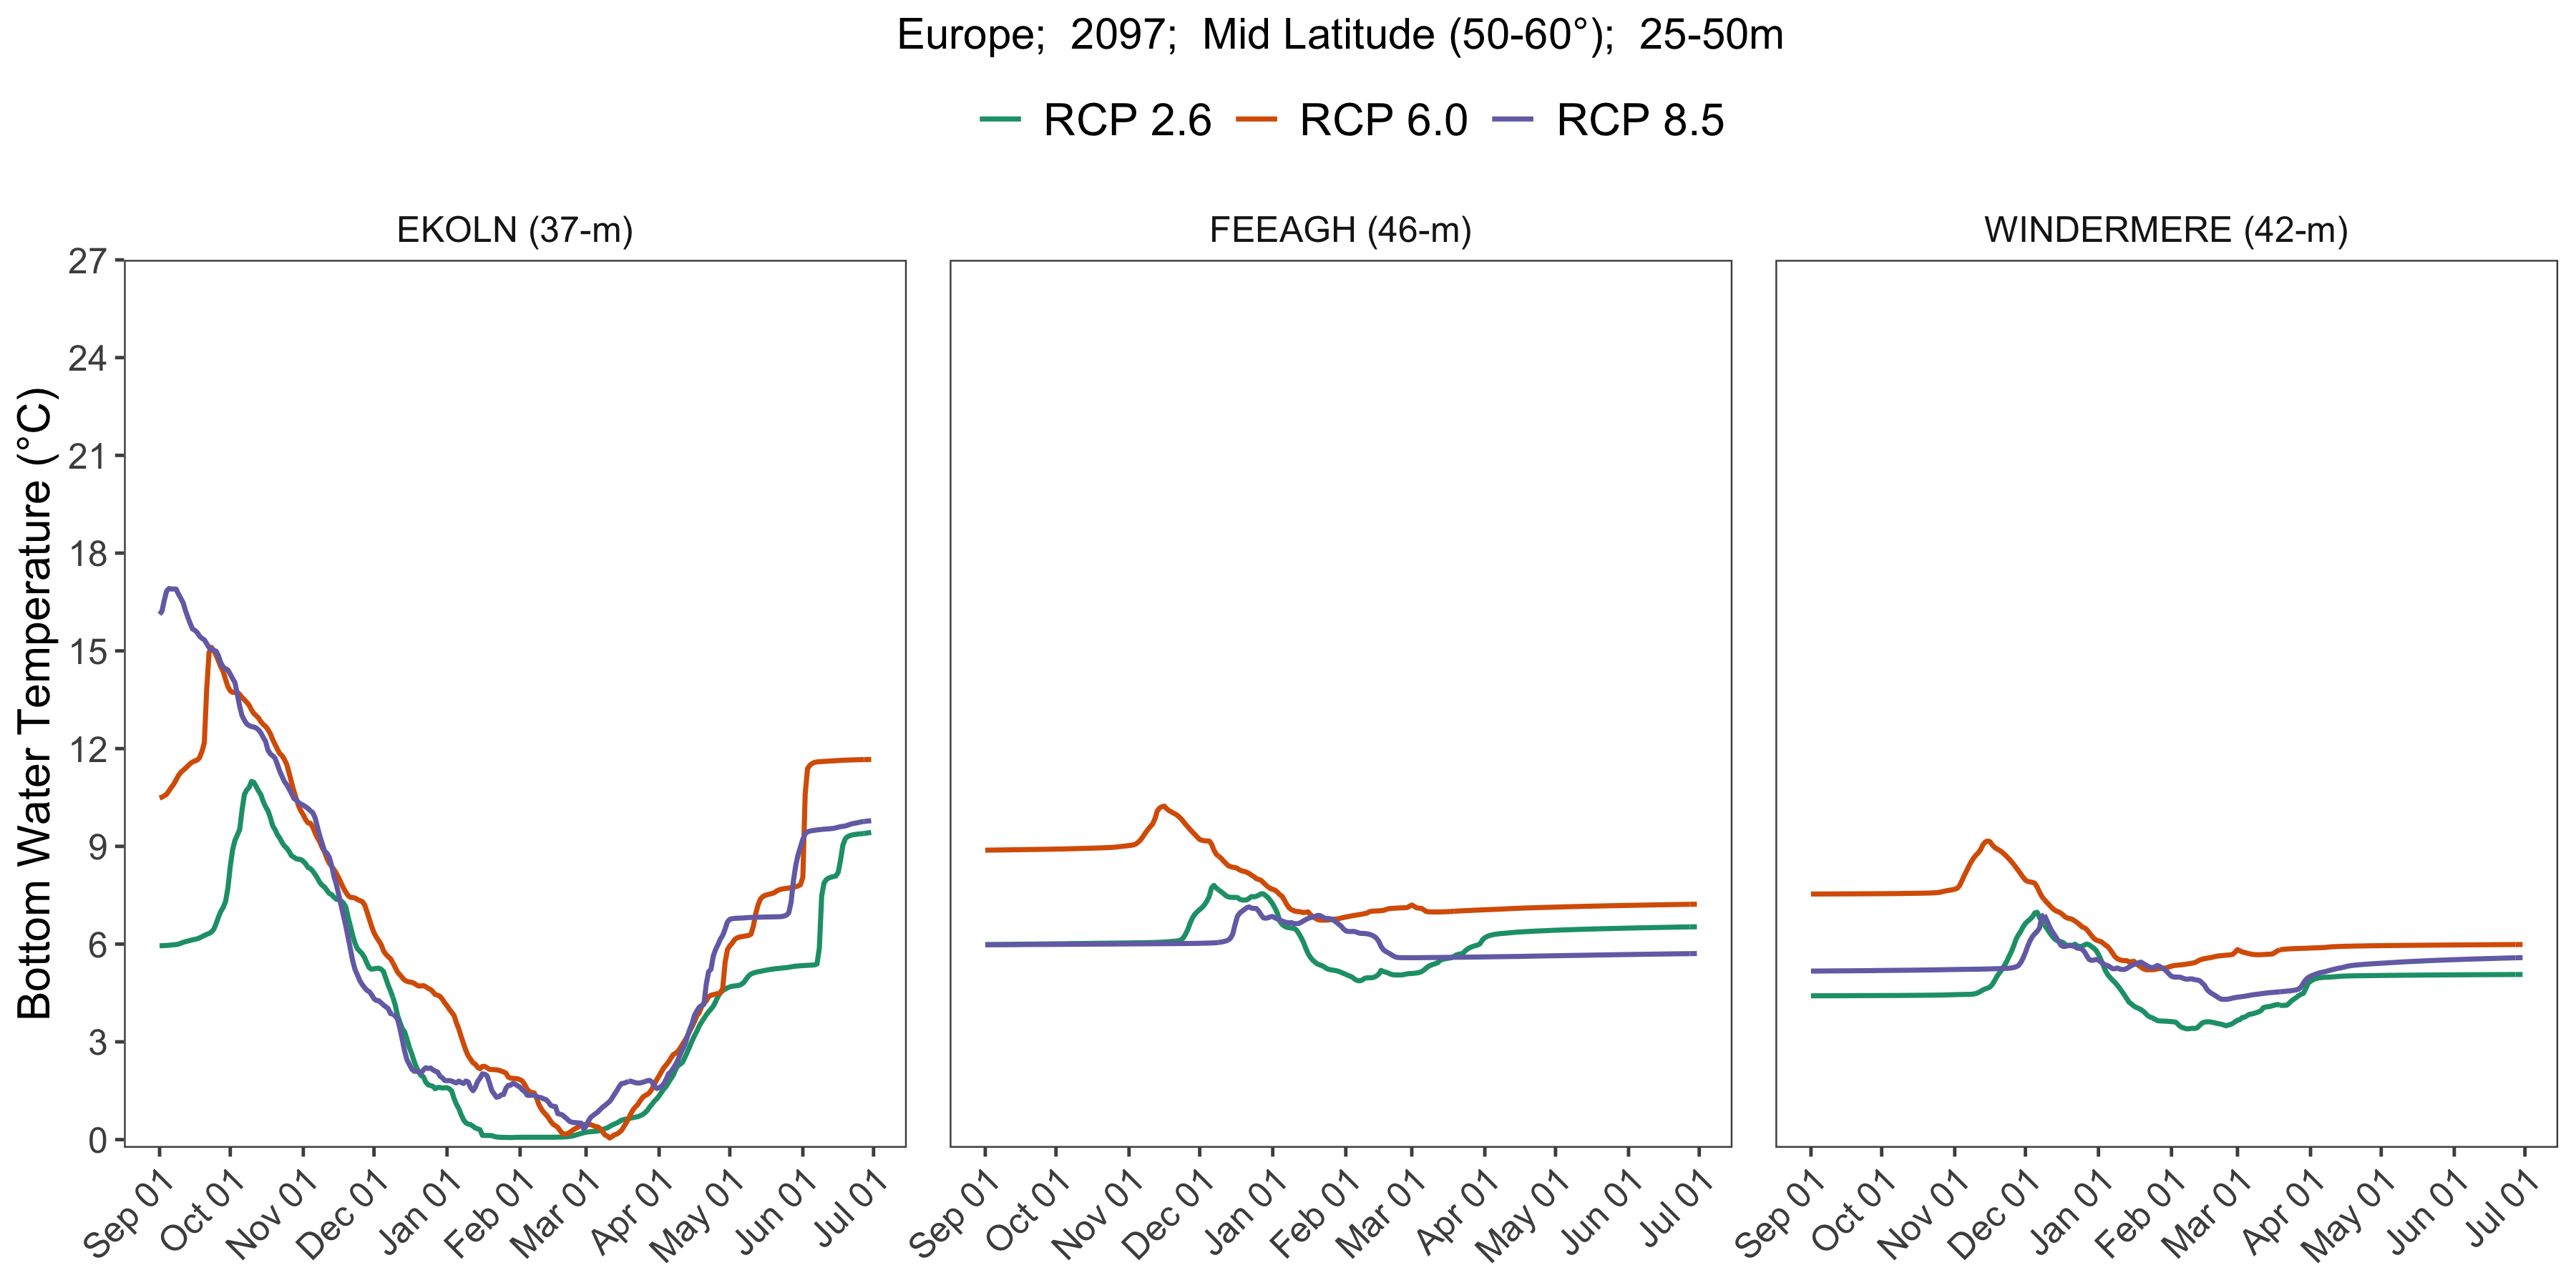 Europe;  2097;  Mid Latitude (50-60°);  25-50m
RCP 2.6 RCP 6.0 RCP 8.5
EKOLN (37-m) FEEAGH (46-m) WINDERMERE (42-m)
Bottom Water Temperature (°C)
27
24
21
18
15
12
9
6
3
0
Sep 01 Oct 01 Nov 01 Dec 01 Jan 01 Feb 01 Mar 01 Apr 01 May 01 Jun 01 Jul 01 Sep 01 Oct 01 Nov 01 Dec 01 Jan 01 Feb 01 Mar 01 Apr 01 May 01 Jun 01 Jul 01 Sep 01 Oct 01 Nov 01 Dec 01 Jan 01 Feb 01 Mar 01 Apr 01 May 01 Jun 01 Jul 01